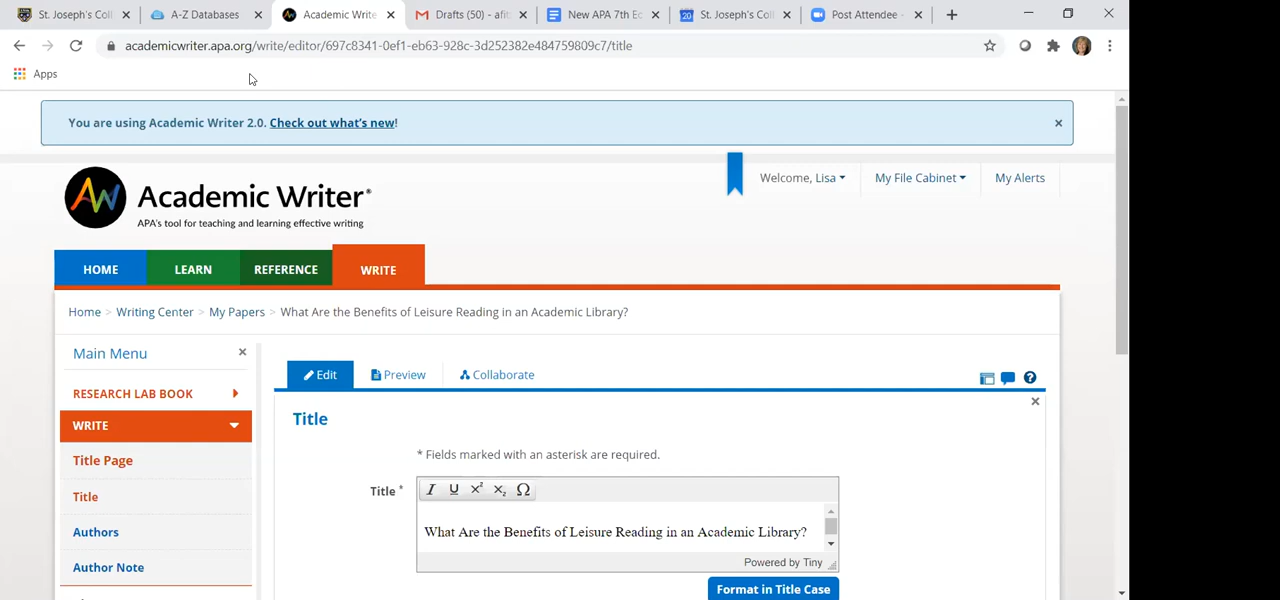 St. Joseph's Coll
A-Z Databases
Academic Write
Drafts (50) - afit
New APA 7th Ec
St. Joseph's Coll
Post Attendee -
academicwriter.apa.org/write/editor/697c8341-0ef1-eb63-928c-3d252382e484759809c7/title
Apps
You are using Academic Writer 2.0. Check out what's new!
Academic Writer®
APA's tool for teaching and learning effective writing
Welcome, Lisa
My File Cabinet
My Alerts
HOME
LEARN
REFERENCE
WRITE
Home > Writing Center > My Papers > What Are the Benefits of Leisure Reading in an Academic Library?
Main Menu
RESEARCH LAB BOOK
WRITE
Title Page
Title
Authors
Author Note
Edit
Preview
Collaborate
Title
* Fields marked with an asterisk are required.
Title *
I U X² X₂ Ω
What Are the Benefits of Leisure Reading in an Academic Library?
Powered by Tiny
Format in Title Case